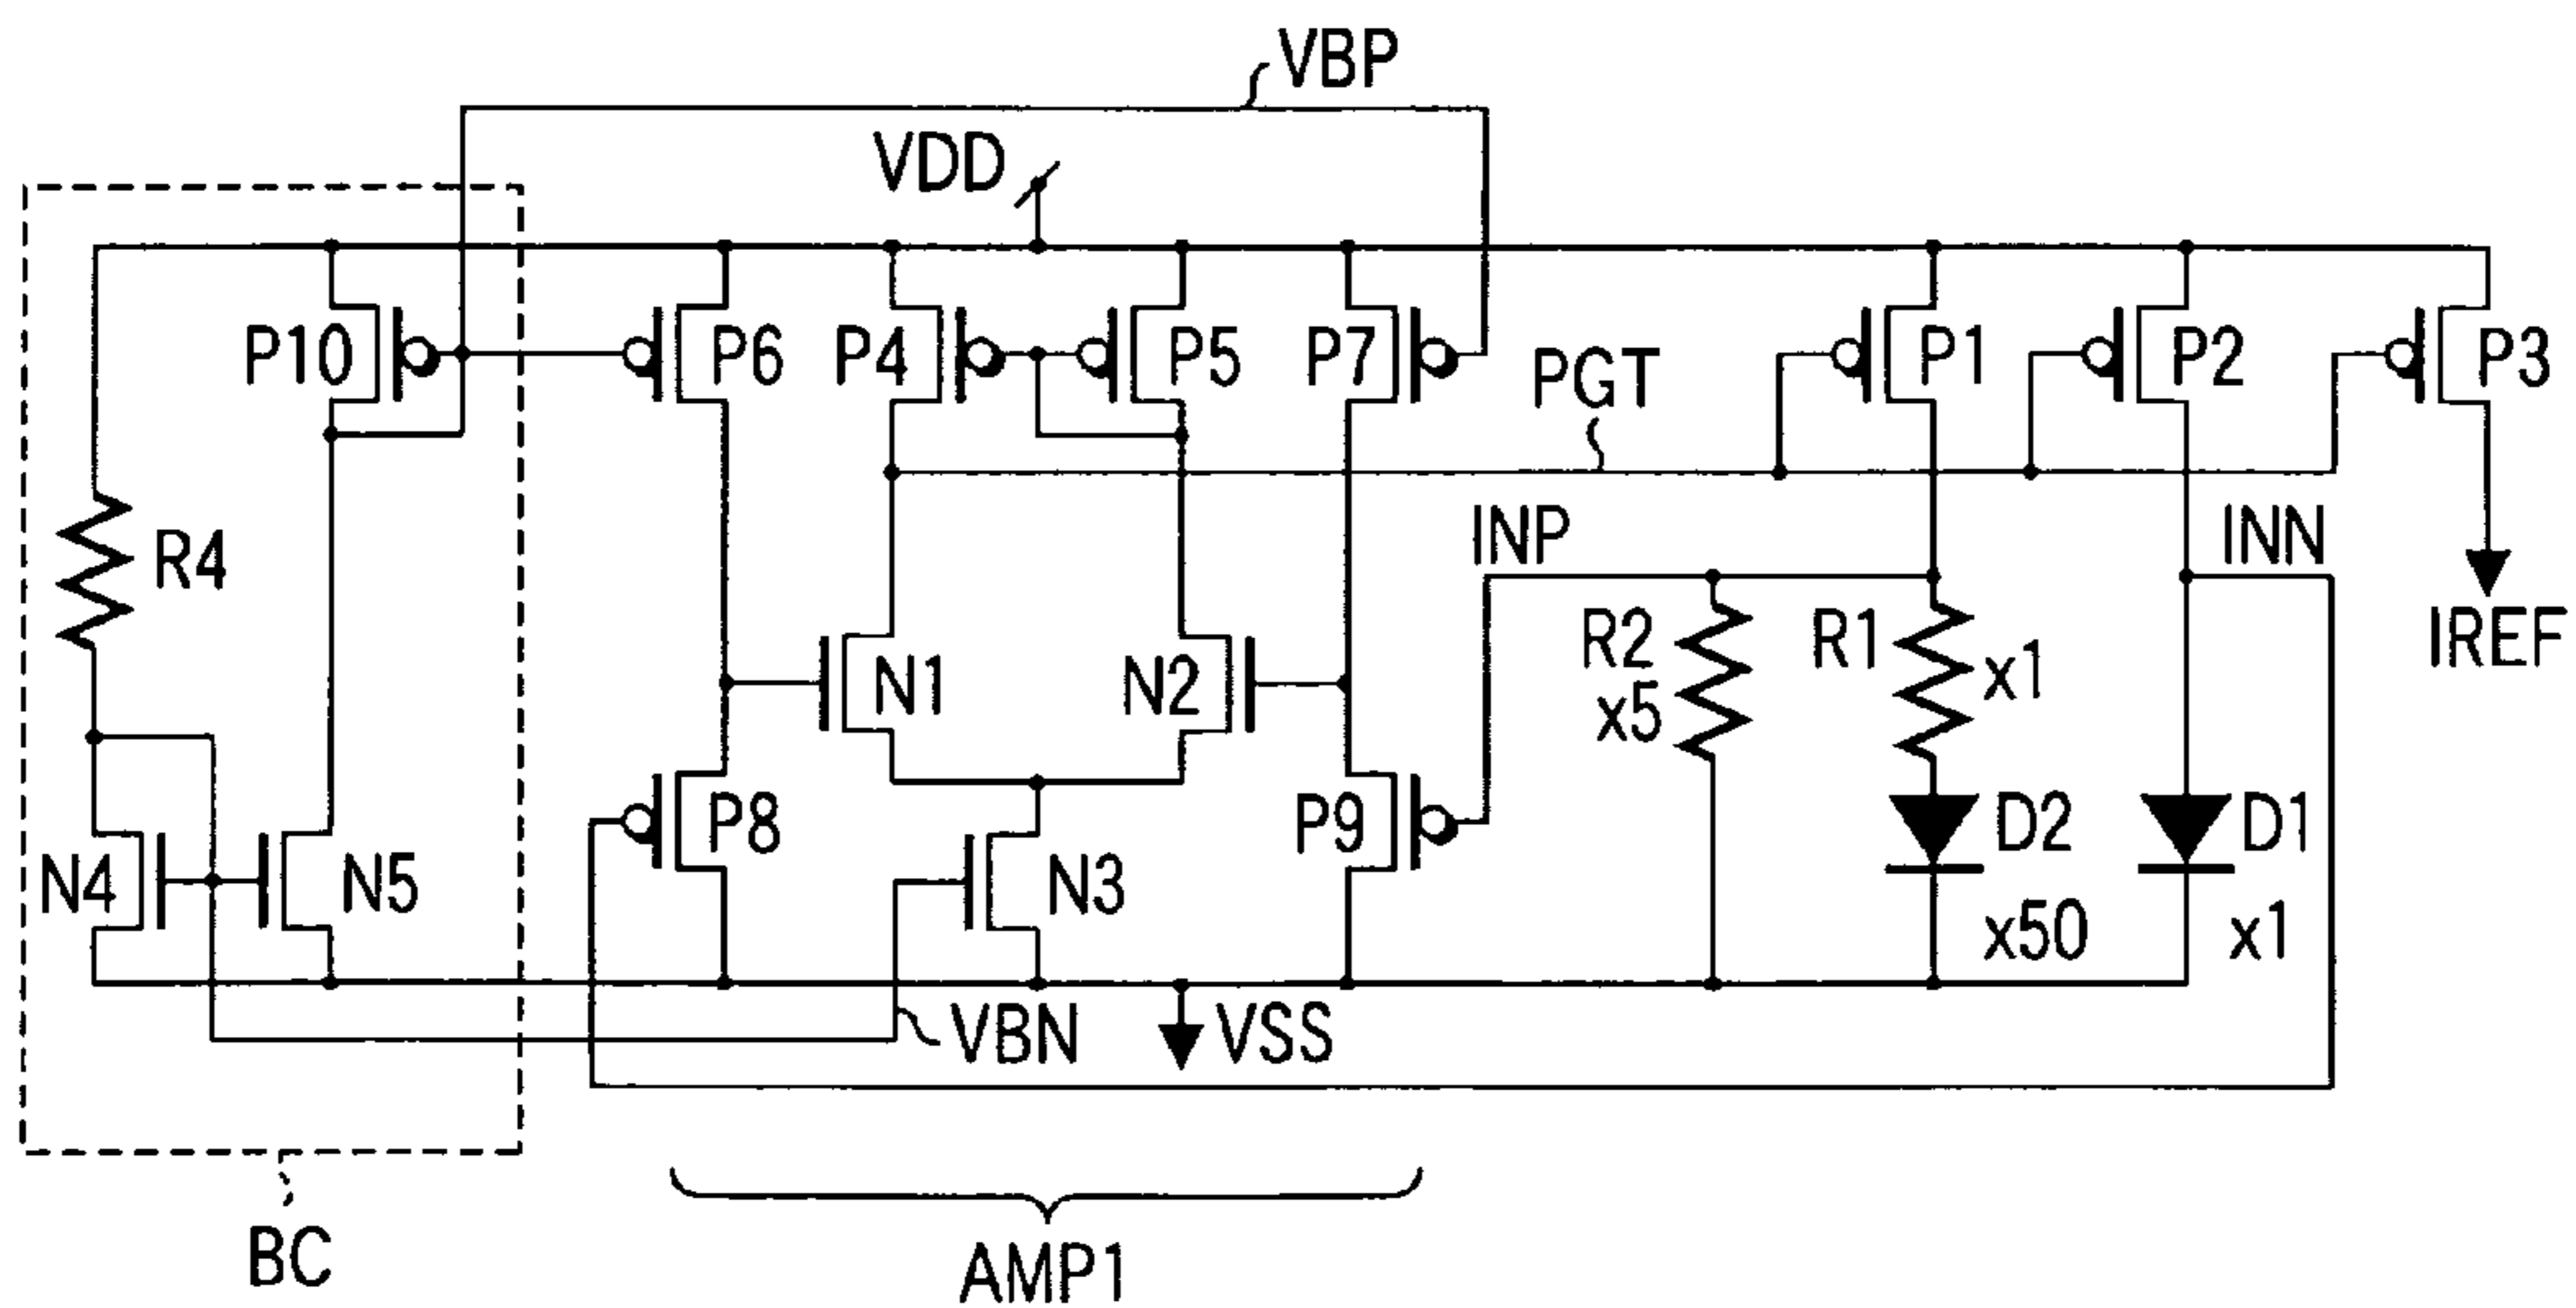 VBP
VDD
P10
P6
P4
P5
P7
PGT
P1
P2
P3
R4
INP
INN
R2
x5
R1
x1
IREF
N1
N2
P8
P9
D2
x50
D1
x1
N4
N5
N3
VBN
VSS
BC
AMP1